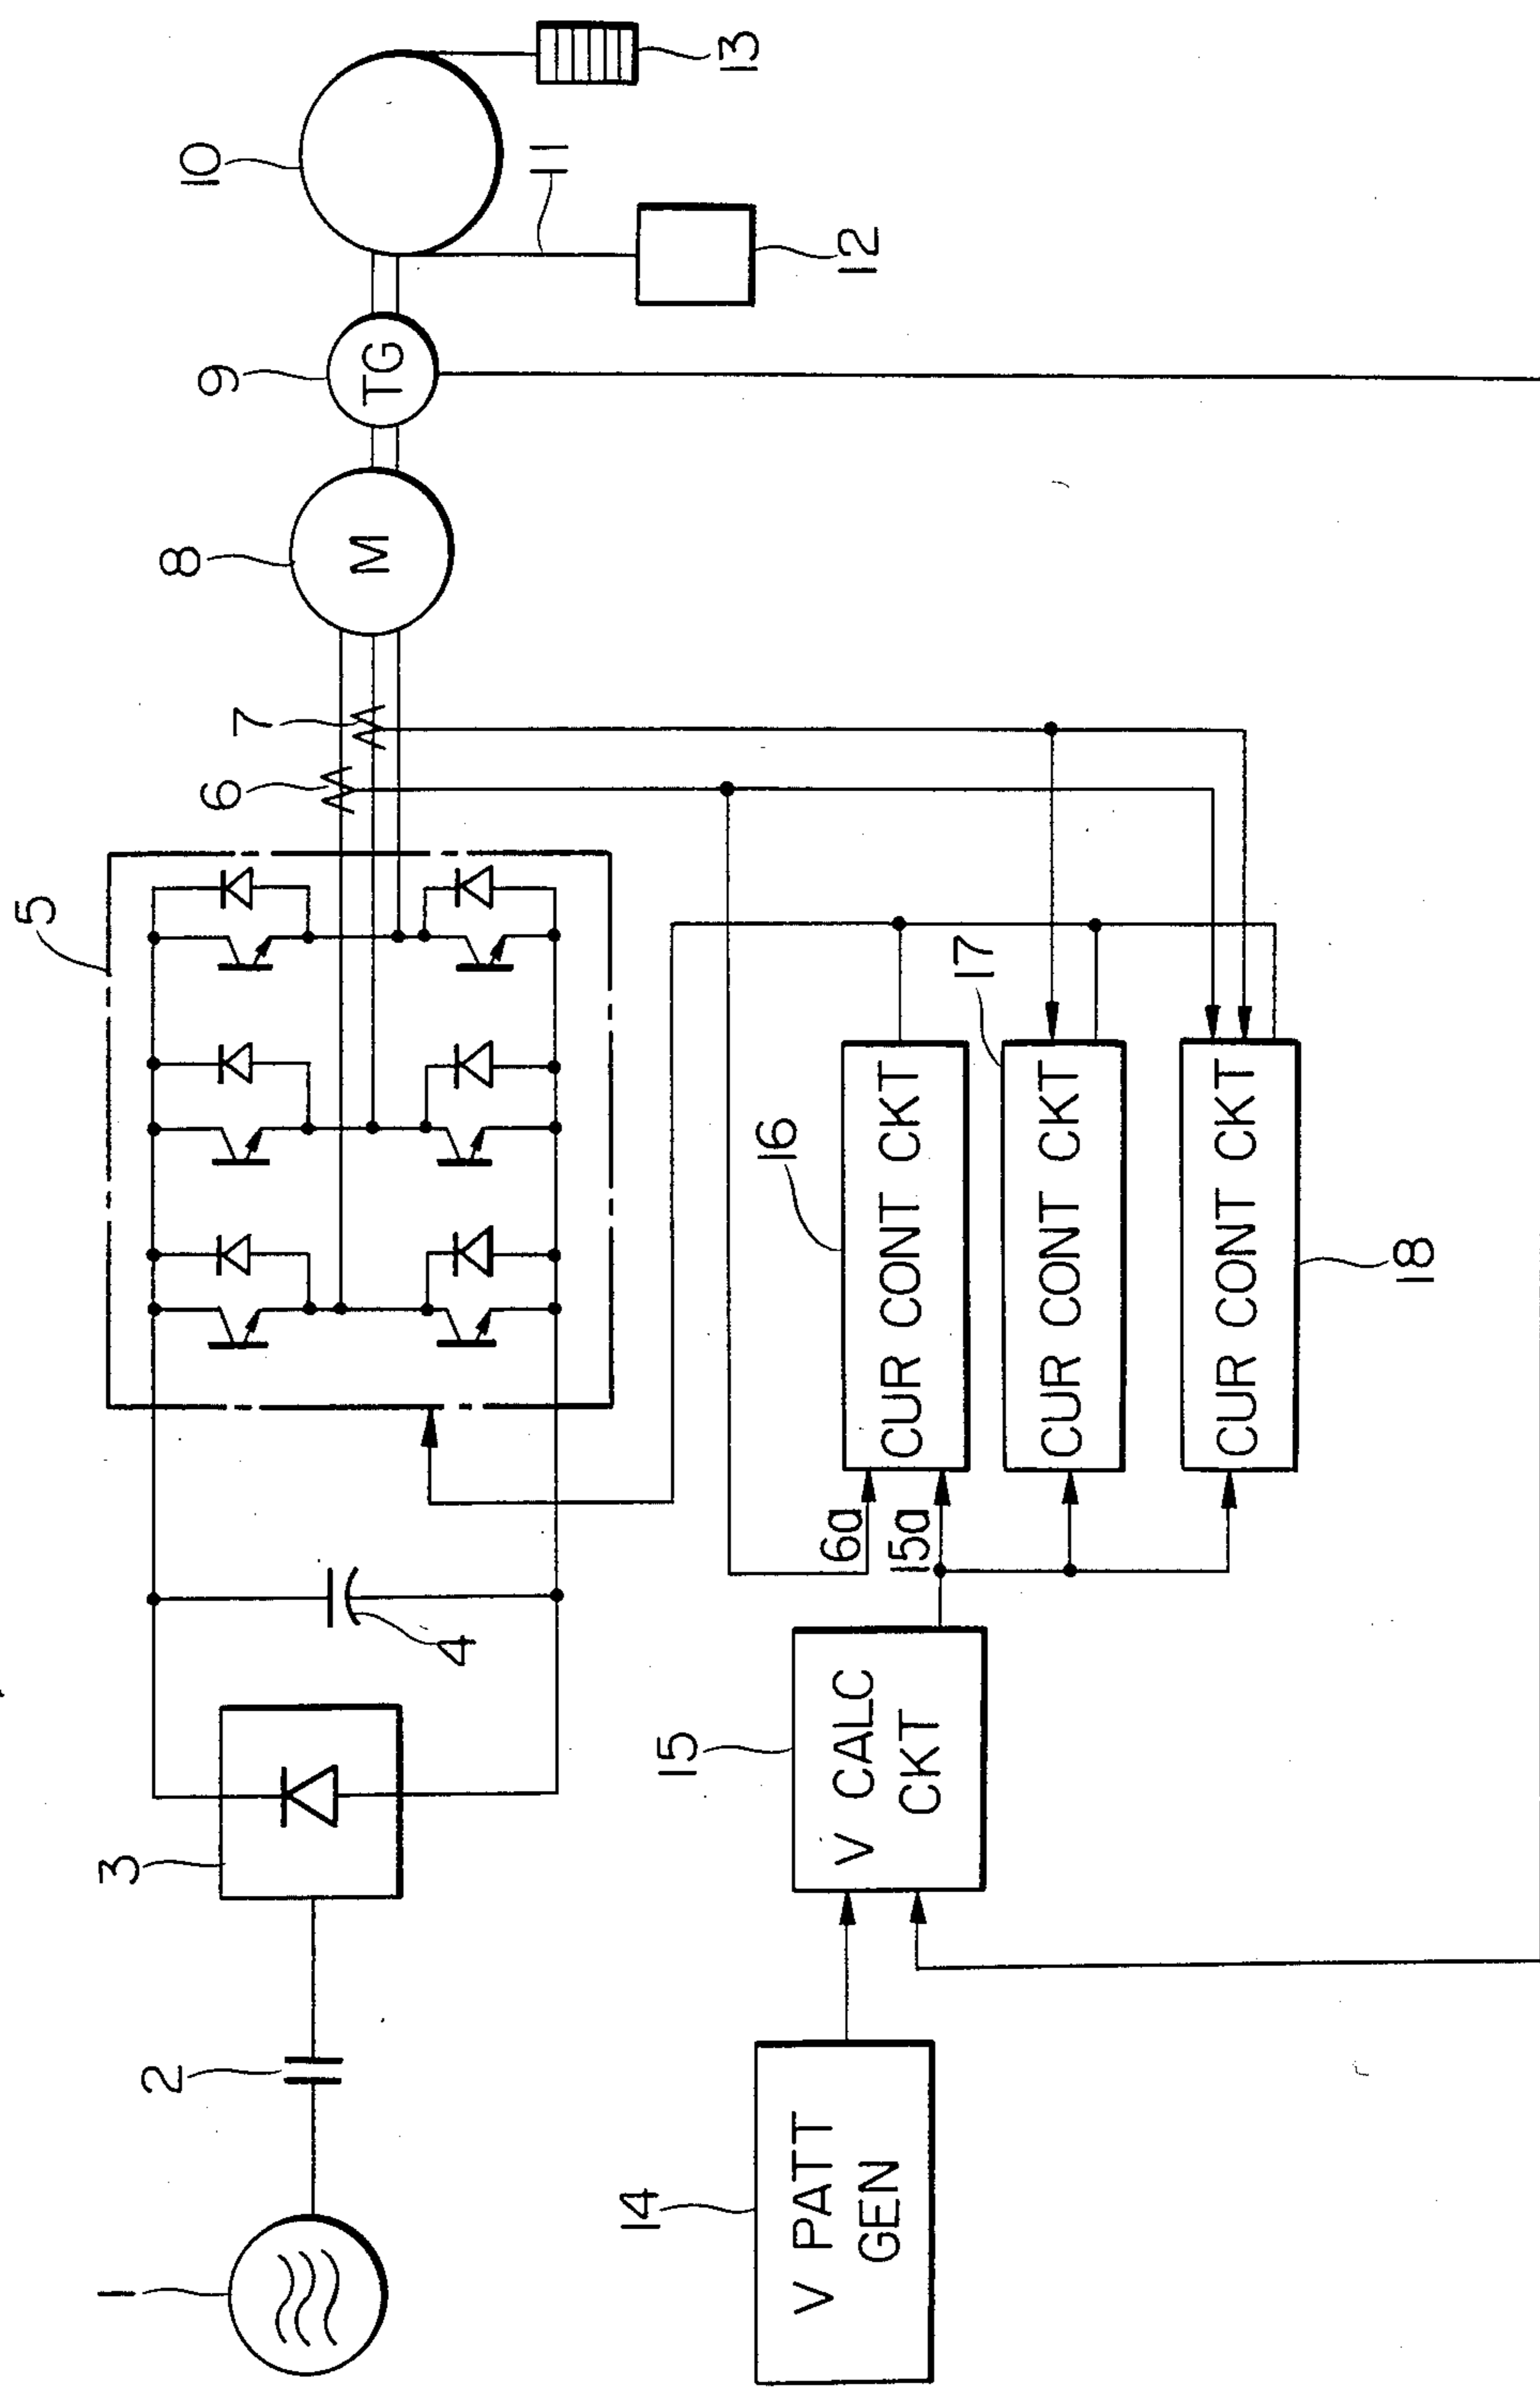 1
2
3
4
5
6
7
8
M
9
TG
10
11
12
13
14
V PATT
GEN
15
V CALC
CKT
6a
15a
16
CUR CONT CKT
17
CUR CONT CKT
18
CUR CONT CKT